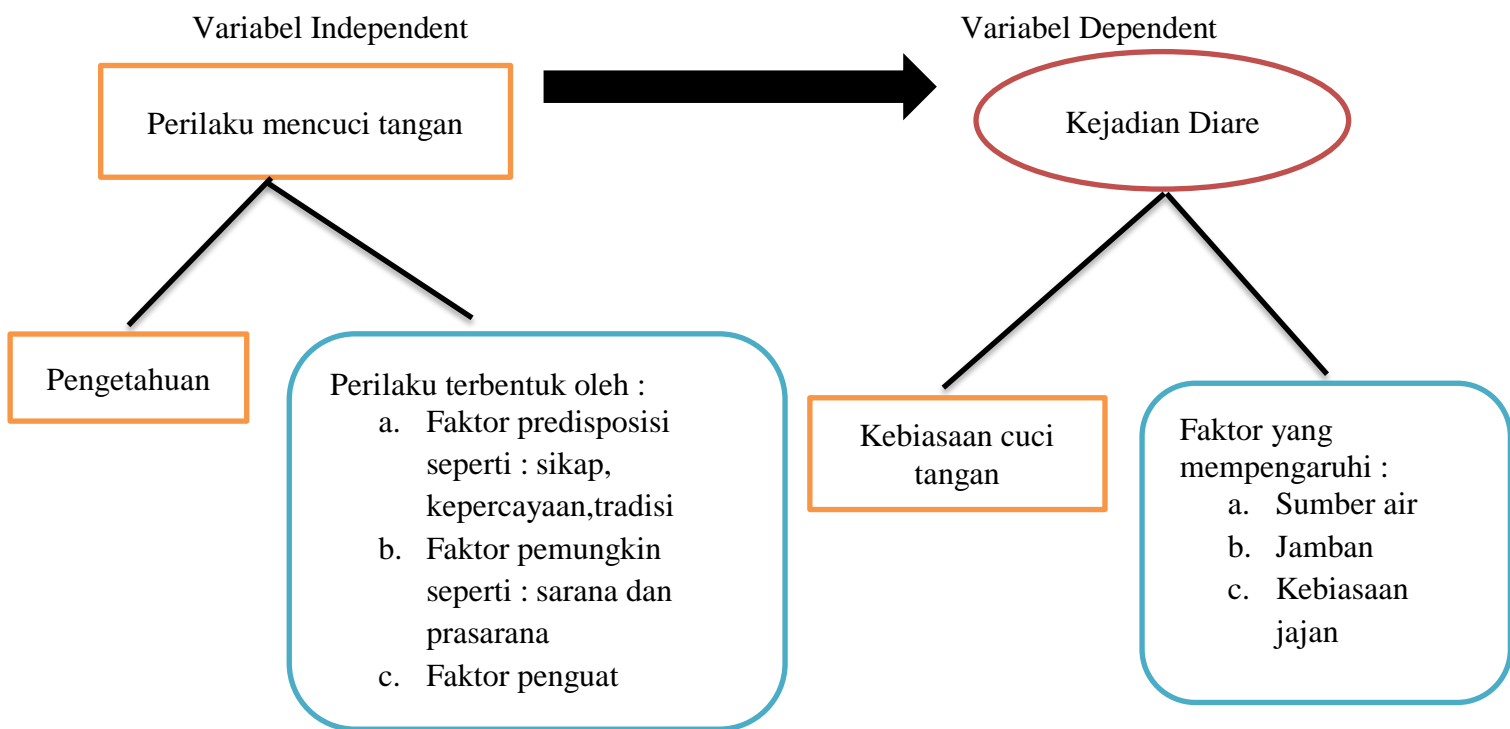 Variabel Independent
Variabel Dependent
Perilaku mencuci tangan
Kejadian Diare
Pengetahuan
Perilaku terbentuk oleh :
a. Faktor predisposisi
seperti : sikap,
kepercayaan,tradisi
b. Faktor pemungkin
seperti : sarana dan
prasarana
c. Faktor penguat
Kebiasaan cuci
tangan
Faktor yang
mempengaruhi :
a. Sumber air
b. Jamban
c. Kebiasaan
jajan